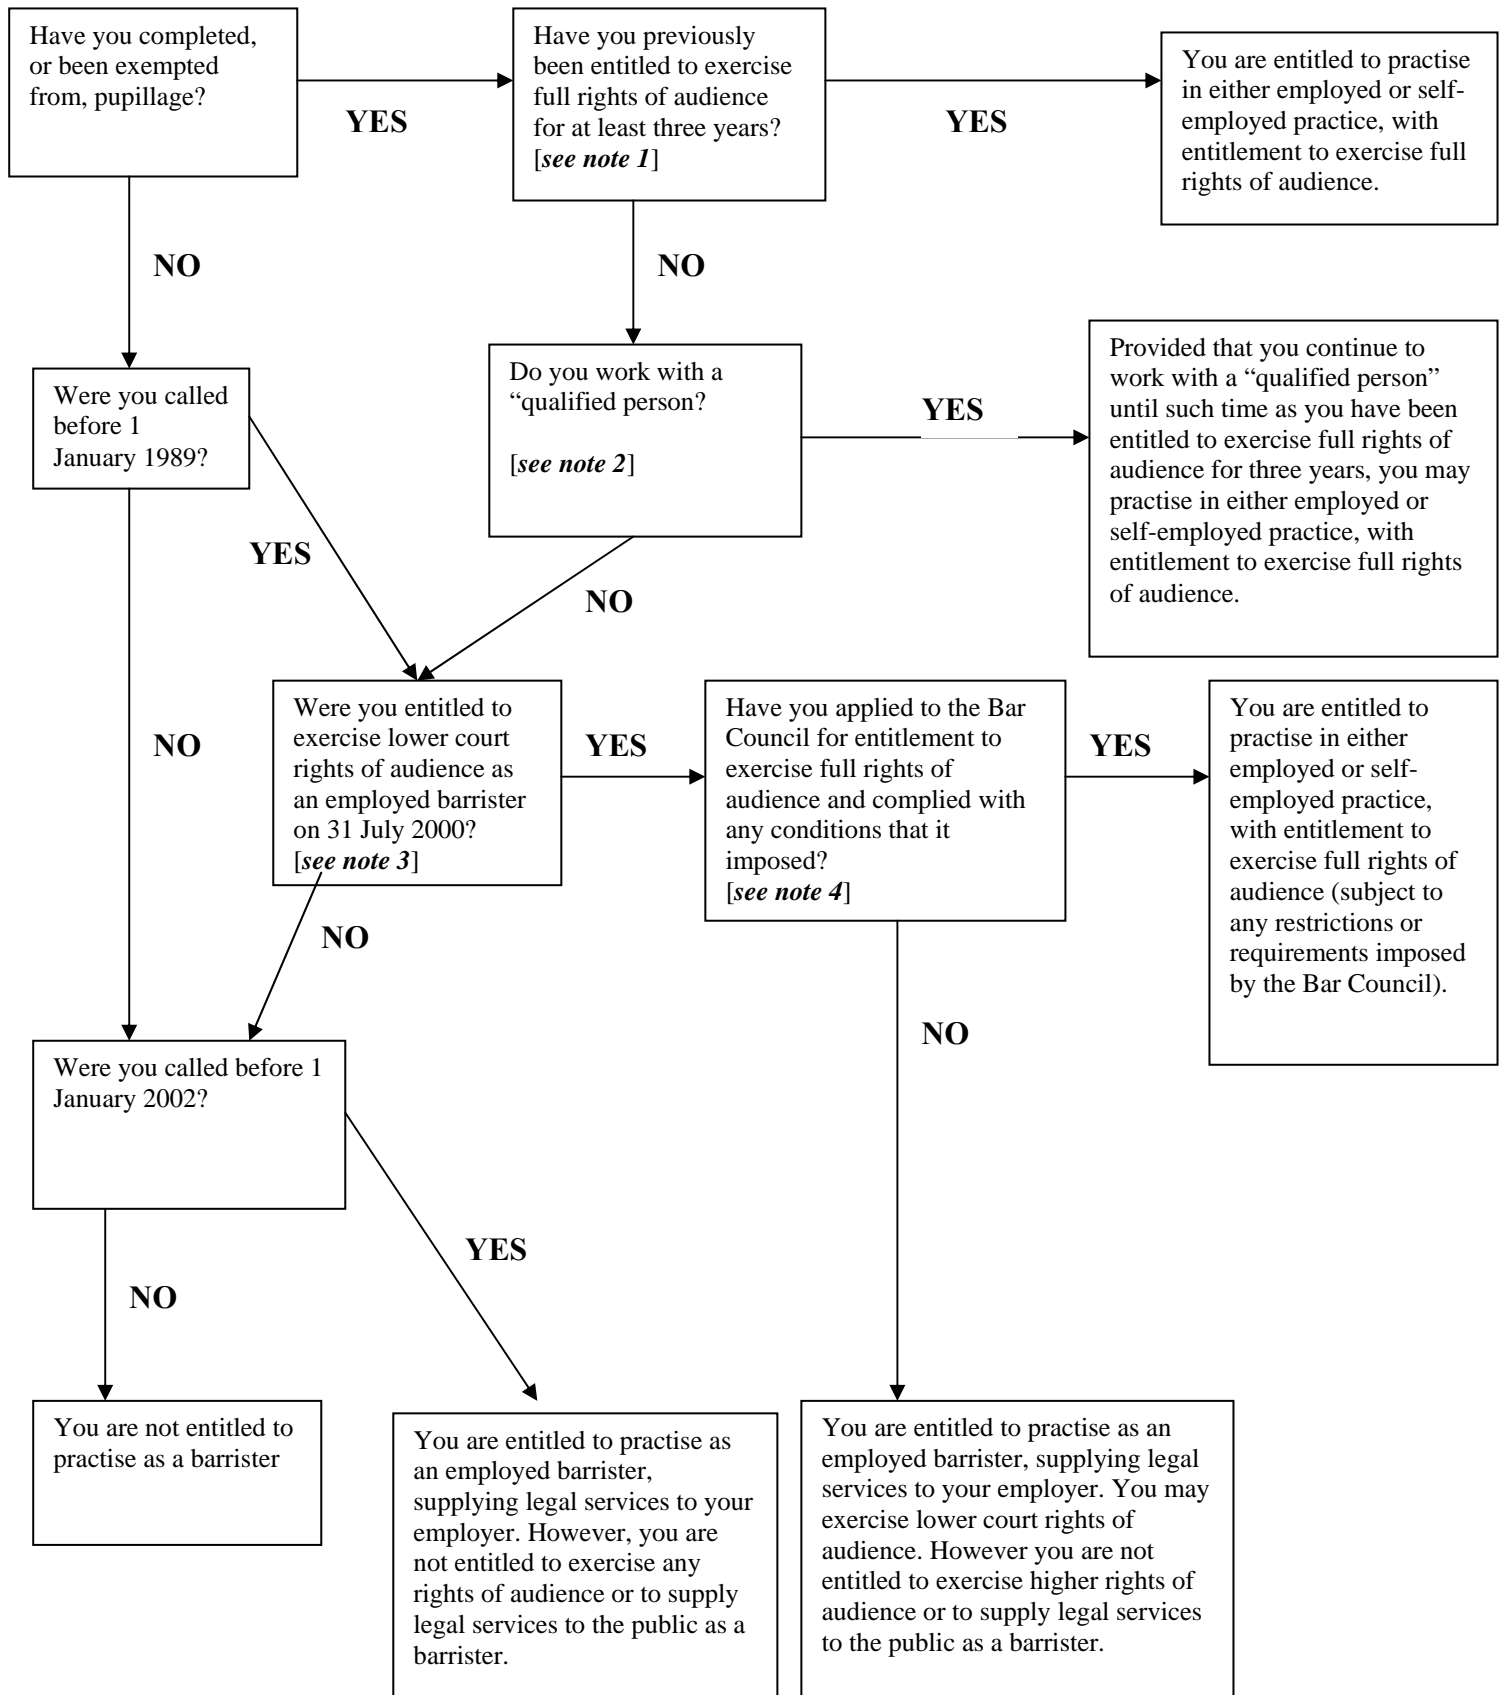 Have you completed,
or been exempted
from, pupillage?
YES
Have you previously
been entitled to exercise
full rights of audience
for at least three years?
[see note 1]
YES
You are entitled to practise
in either employed or self-
employed practice, with
entitlement to exercise full
rights of audience.
NO
NO
Were you called
before 1
January 1989?
Do you work with a
“qualified person?
[see note 2]
YES
Provided that you continue to
work with a “qualified person”
until such time as you have been
entitled to exercise full rights of
audience for three years, you may
practise in either employed or
self-employed practice, with
entitlement to exercise full rights
of audience.
YES
NO
NO
Were you entitled to
exercise lower court
rights of audience as
an employed barrister
on 31 July 2000?
[see note 3]
YES
Have you applied to the Bar
Council for entitlement to
exercise full rights of
audience and complied with
any conditions that it
imposed?
[see note 4]
YES
You are entitled to
practise in either
employed or self-
employed practice,
with entitlement to
exercise full rights of
audience (subject to
any restrictions or
requirements imposed
by the Bar Council).
NO
NO
Were you called before 1
January 2002?
YES
NO
You are not entitled to
practise as a barrister
You are entitled to practise as
an employed barrister,
supplying legal services to your
employer. However, you are
not entitled to exercise any
rights of audience or to supply
legal services to the public as a
barrister.
You are entitled to practise as an
employed barrister, supplying legal
services to your employer. You may
exercise lower court rights of
audience. However you are not
entitled to exercise higher rights of
audience or to supply legal services
to the public as a barrister.